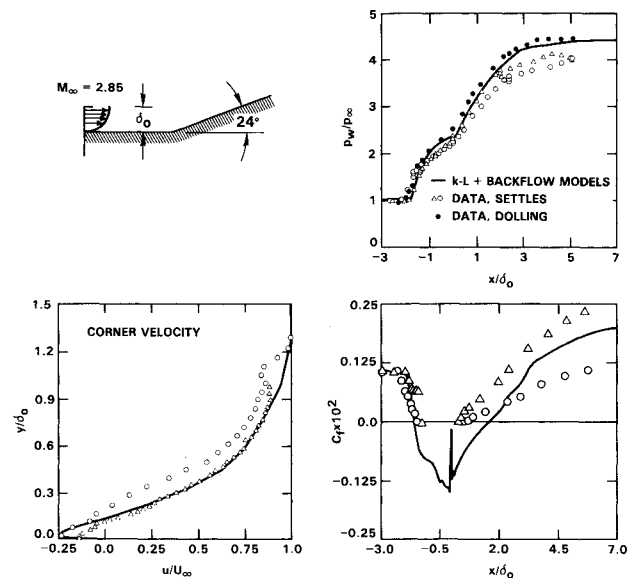 M∞ = 2.85
δo
24°
5
4
3
2
1
0
pw/p∞
k-L + BACKFLOW MODELS
DATA, SETTLES
DATA, DOLLING
-3
-1
1
3
5
7
x/δo
1.5
1.2
0.9
0.6
0.3
0.0
y/δo
CORNER VELOCITY
-0.25
0.0
0.25
0.5
0.75
1.0
u/U∞
0.25
0.125
0.0
-0.125
-0.25
Cf×10²
-3.0
-0.5
2.0
4.5
7.0
x/δo